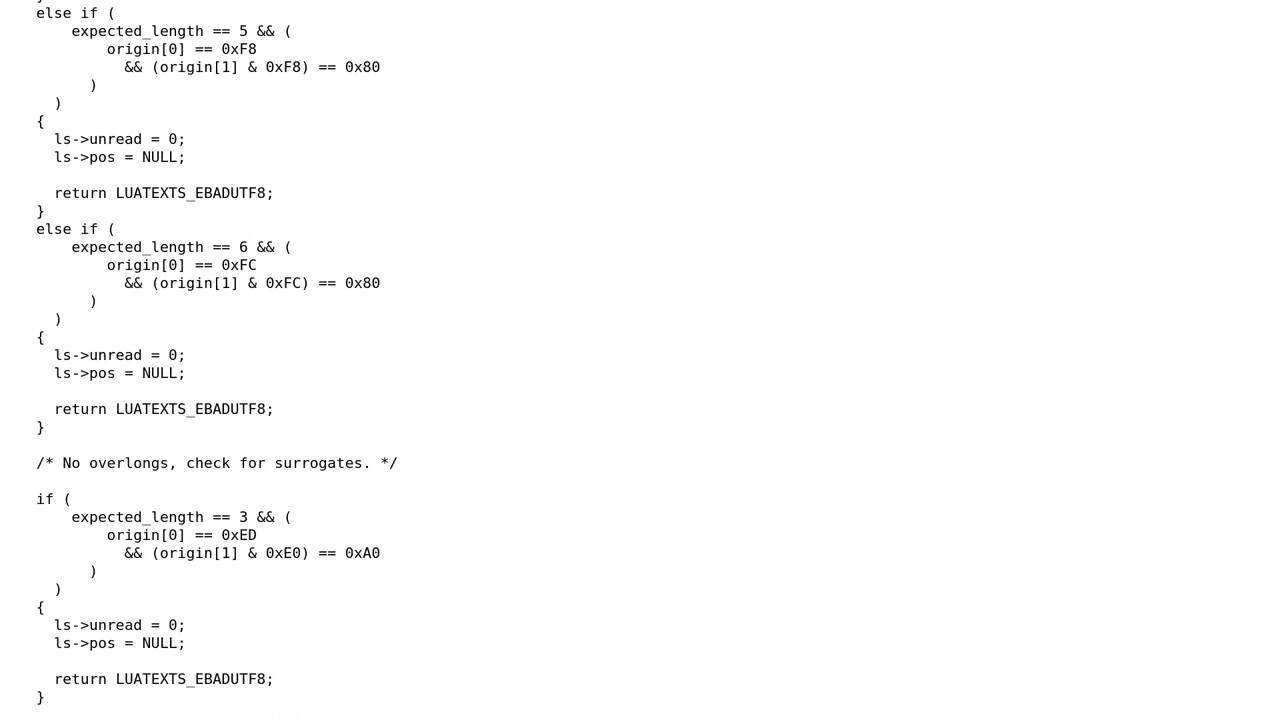 else if (
expected_length == 5 && (
origin[0] == 0xF8
&& (origin[1] & 0xF8) == 0x80
)
)
{
ls->unread = 0;
ls->pos = NULL;
return LUATEXTS_EBADUTF8;
}
else if (
expected_length == 6 && (
origin[0] == 0xFC
&& (origin[1] & 0xFC) == 0x80
)
)
{
ls->unread = 0;
ls->pos = NULL;
return LUATEXTS_EBADUTF8;
}
/* No overlongs, check for surrogates. */
if (
expected_length == 3 && (
origin[0] == 0xED
&& (origin[1] & 0xE0) == 0xA0
)
)
{
ls->unread = 0;
ls->pos = NULL;
return LUATEXTS_EBADUTF8;
}